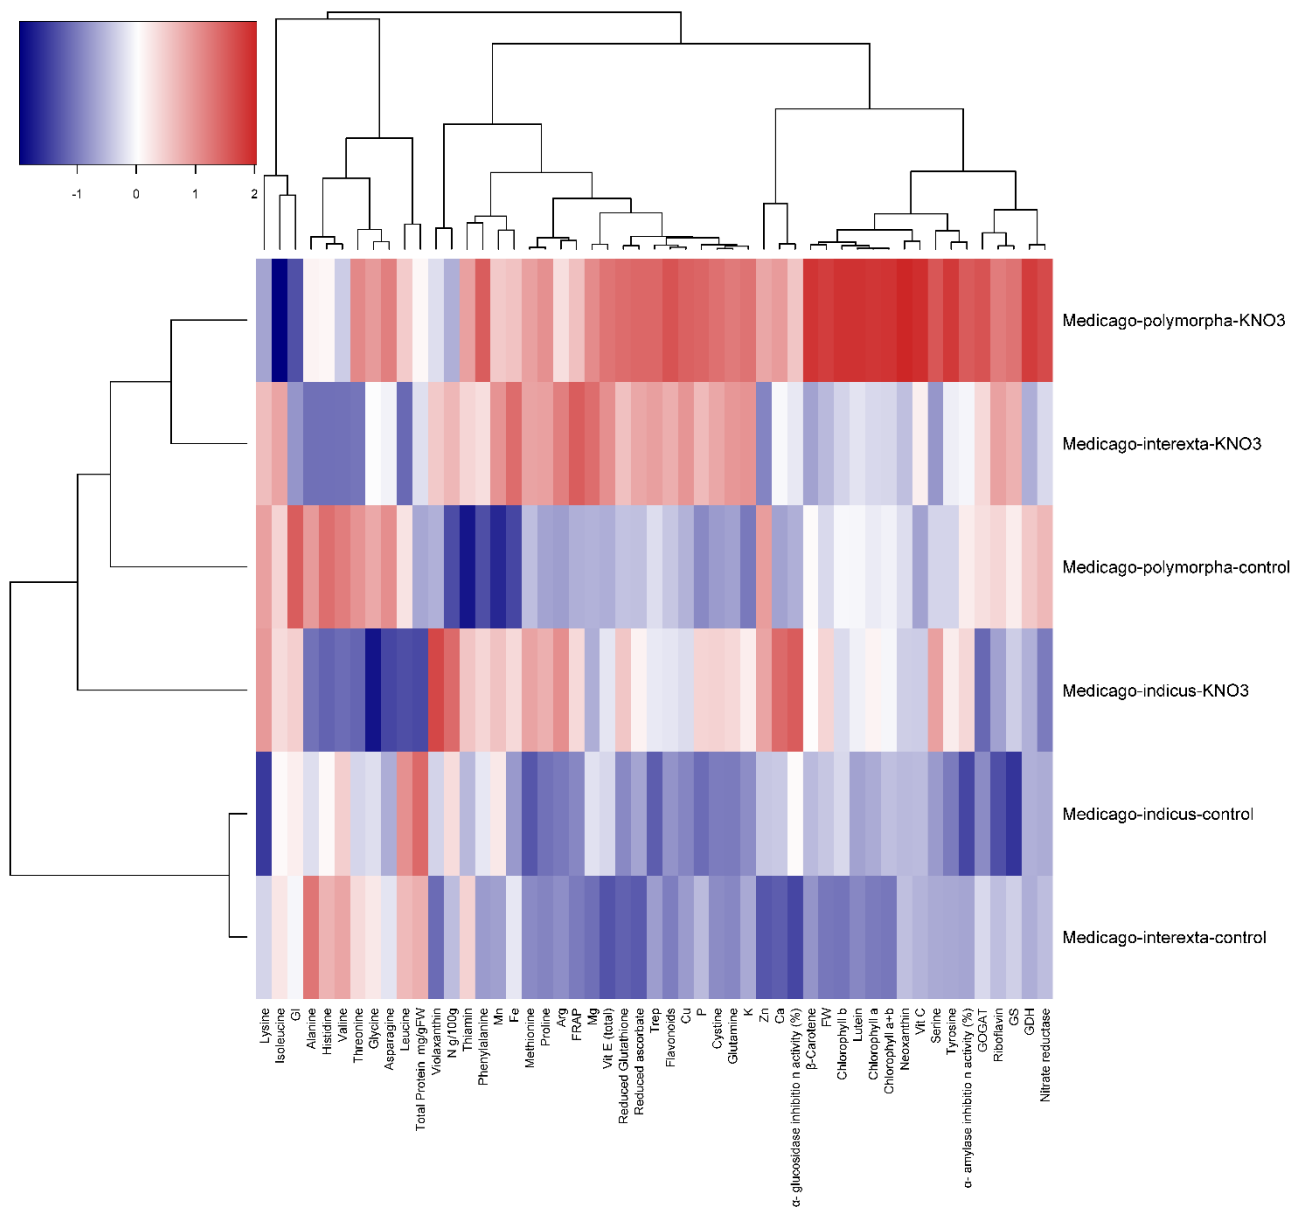 -1 0 1 2
Medicago-polymorpha-KNO3
Medicago-interexta-KNO3
Medicago-polymorpha-control
Medicago-indicus-KNO3
Medicago-indicus-control
Medicago-interexta-control
Lysine
Isoleucine
GI
Alanine
Histidine
Valine
Threonine
Glycine
Asparagine
Leucine
Total Protein mg/gFW
Violaxanthin
N g/100g
Thiamin
Phenylalanine
Mn
Fe
Methionine
Proline
Arg
FRAP
Mg
Vit E (total)
Reduced Glutathione
Reduced ascorbate
Trep
Flavonoids
Cu
P
Cystine
Glutamine
K
Zn
Ca
α- glucosidase inhibitio n activity (%)
β-Carotene
FW
Chlorophyll b
Lutein
Chlorophyll a
Chlorophyll a+b
Neoxanthin
Vit C
Serine
Tyrosine
α- amylase inhibitio n activity (%)
GOGAT
Riboflavin
GS
GDH
Nitrate reductase